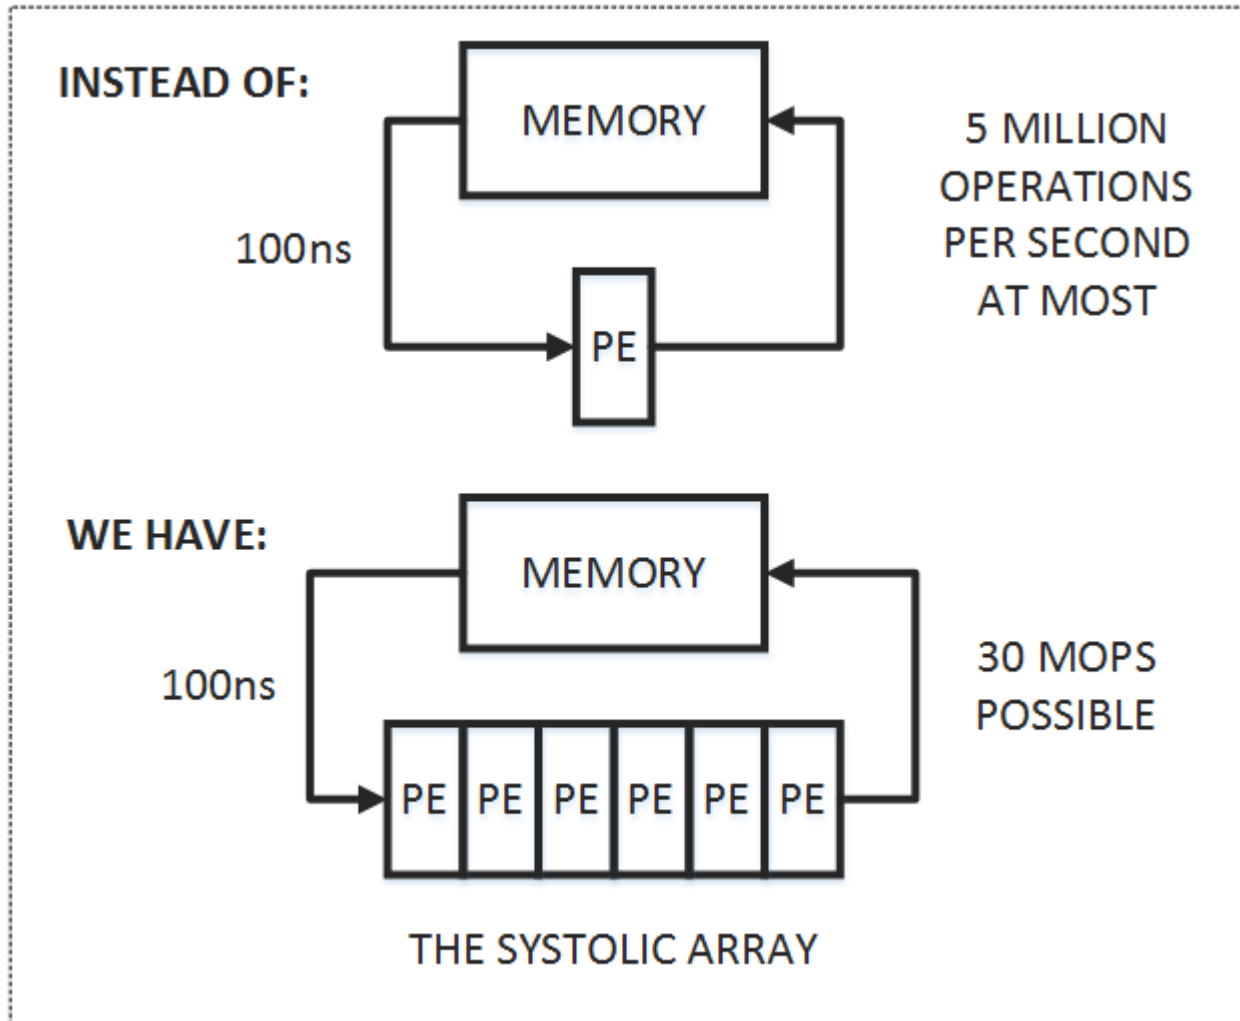 INSTEAD OF:
MEMORY
5 MILLION
OPERATIONS
PER SECOND
AT MOST
100ns
PE
WE HAVE:
MEMORY
100ns
30 MOPS
POSSIBLE
PE PE PE PE PE PE
THE SYSTOLIC ARRAY